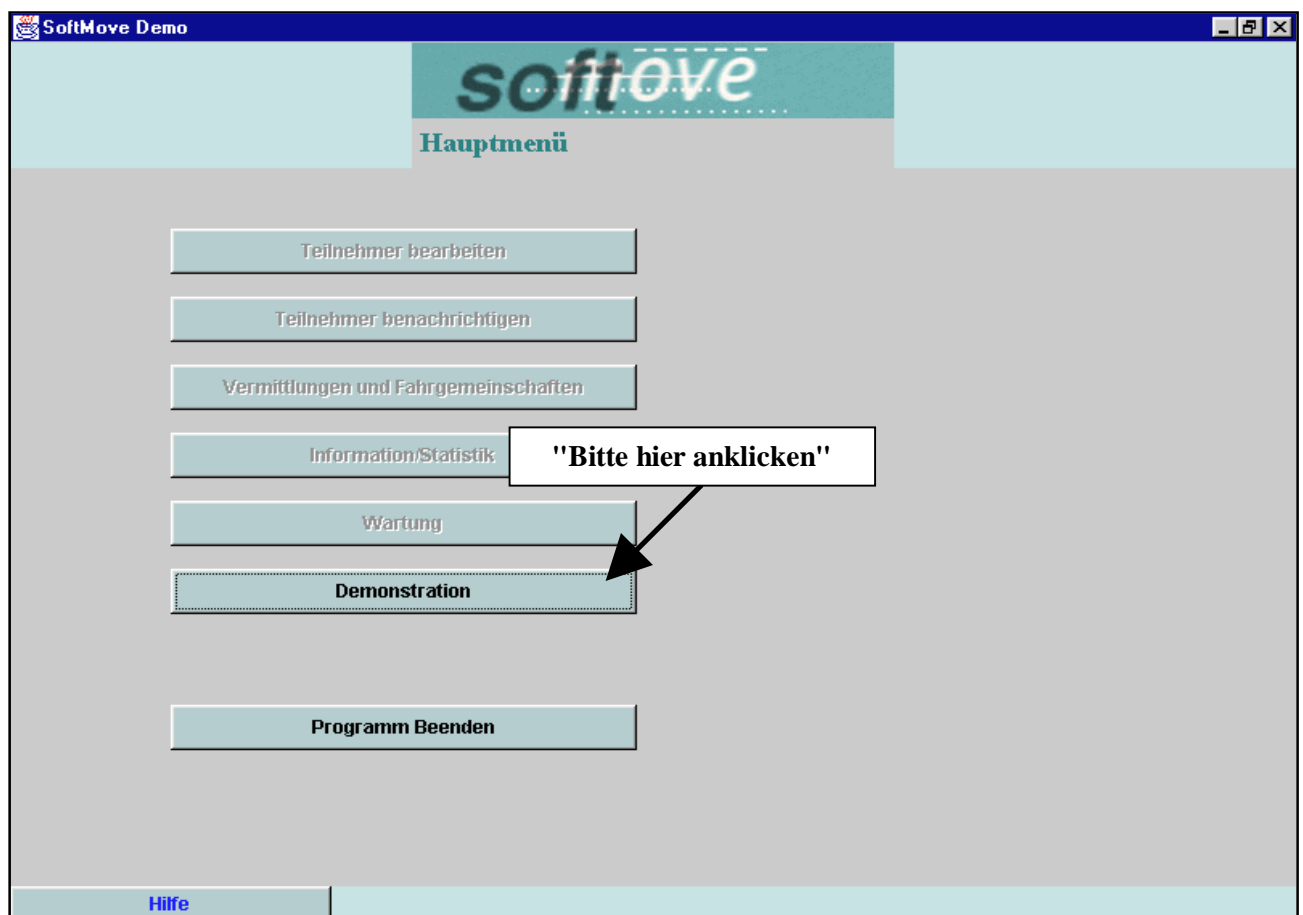 SoftMove Demo
softmove
Hauptmenü
Teilnehmer bearbeiten
Teilnehmer benachrichtigen
Vermittlungen und Fahrgemeinschaften
Information/Statistik
"Bitte hier anklicken"
Wartung
Demonstration
Programm Beenden
Hilfe